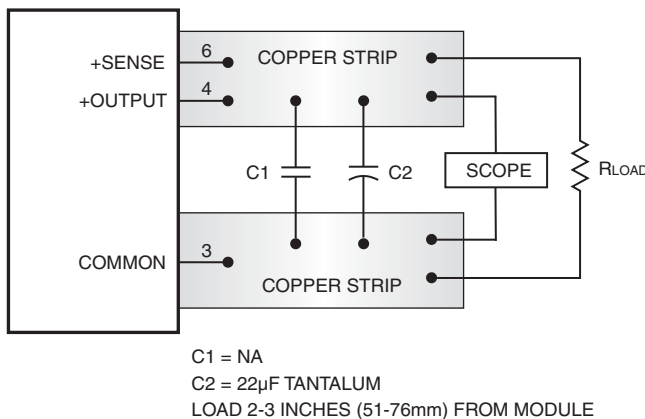 +SENSE 6 COPPER STRIP
+OUTPUT 4
C1 C2 SCOPE RLOAD
COMMON 3
COPPER STRIP
C1 = NA
C2 = 22µF TANTALUM
LOAD 2-3 INCHES (51-76mm) FROM MODULE